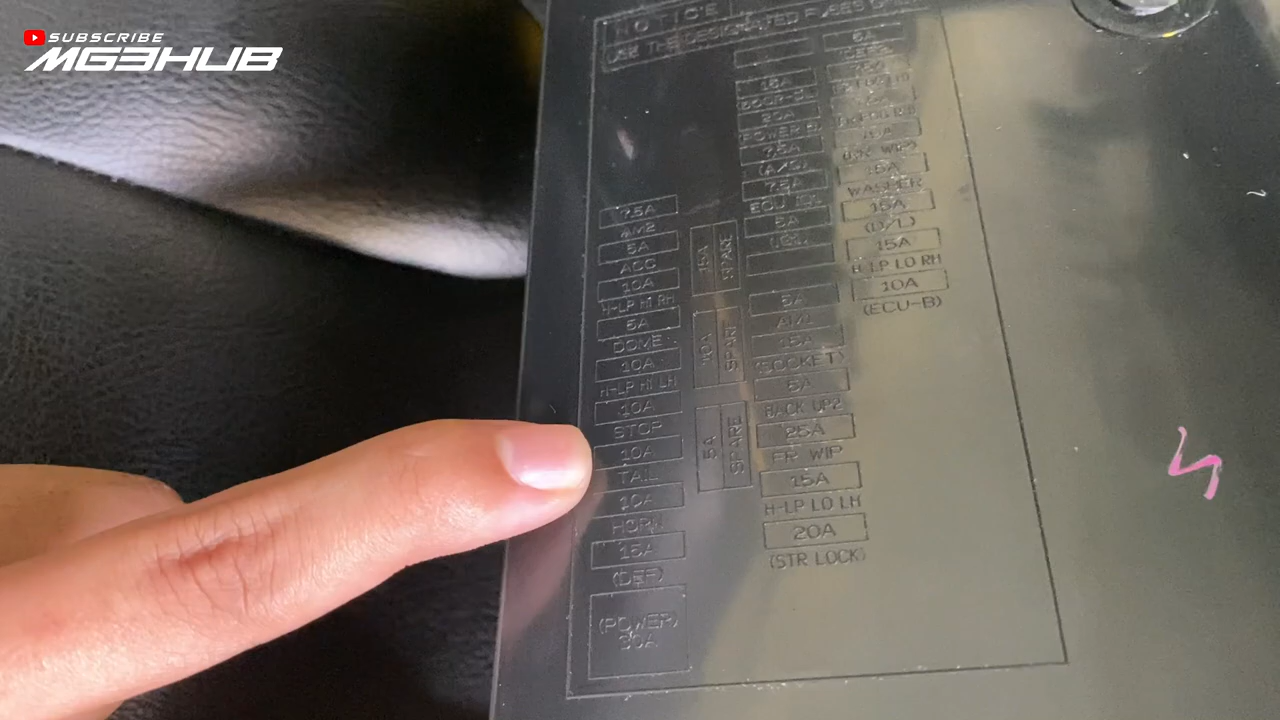 SUBSCRIBE
MG3HUB
NOTICE
USE THE DESIGNATED FUSES
7.5A
AM2
5A
ACC
10A
H-LP HI RH
5A
DOME
10A
H-LP HI LH
10A
STOP
10A
TAIL
10A
HORN
15A
(DEF)
(POWER)
30A
15A
SPARE
10A
SPARE
5A
SPARE
15A
20A
7.5A
7.5A
5A
5A
AM1
15A
(SOCKET)
5A
BACK UP2
25A
FR WIP
15A
H-LP LO LH
20A
(STR LOCK)
5A
15A
WASHER
15A
15A
H-LP LO RH
10A
(ECU-B)